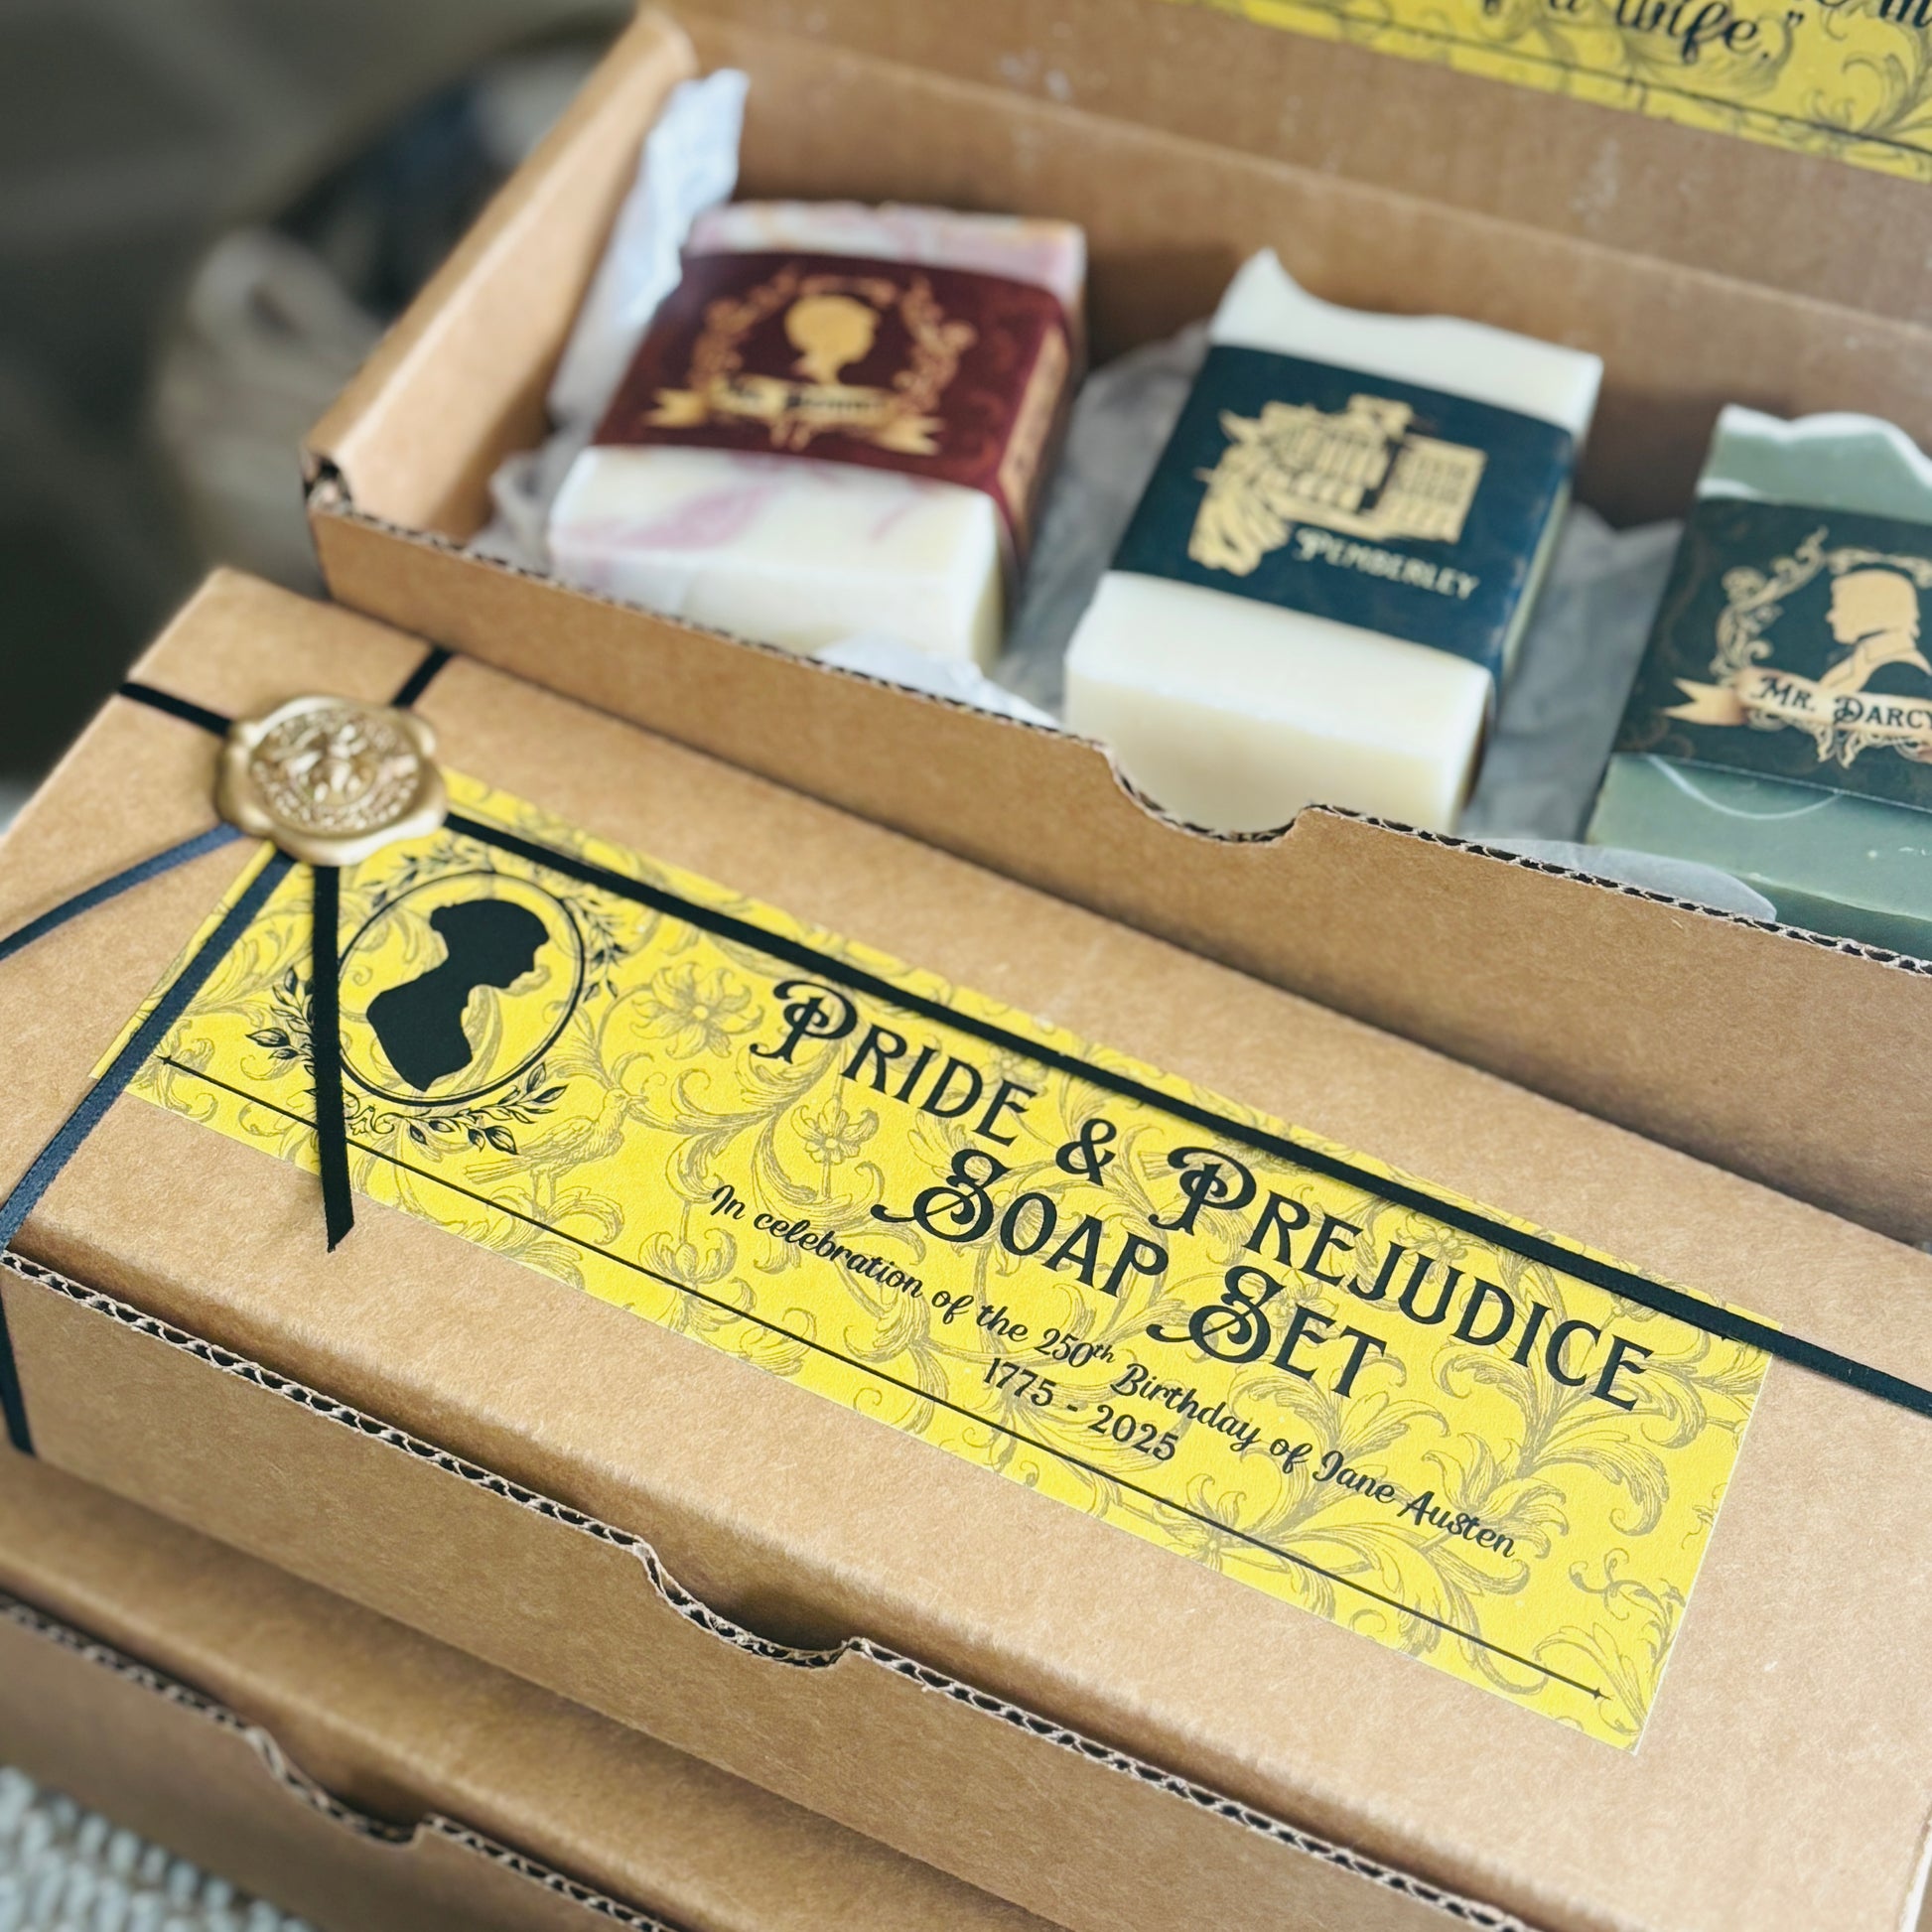 a wife."
PEMBERLEY
MR. DARCY
PRIDE & PREJUDICE
SOAP SET
In celebration of the 250th Birthday of Jane Austen
1775 - 2025